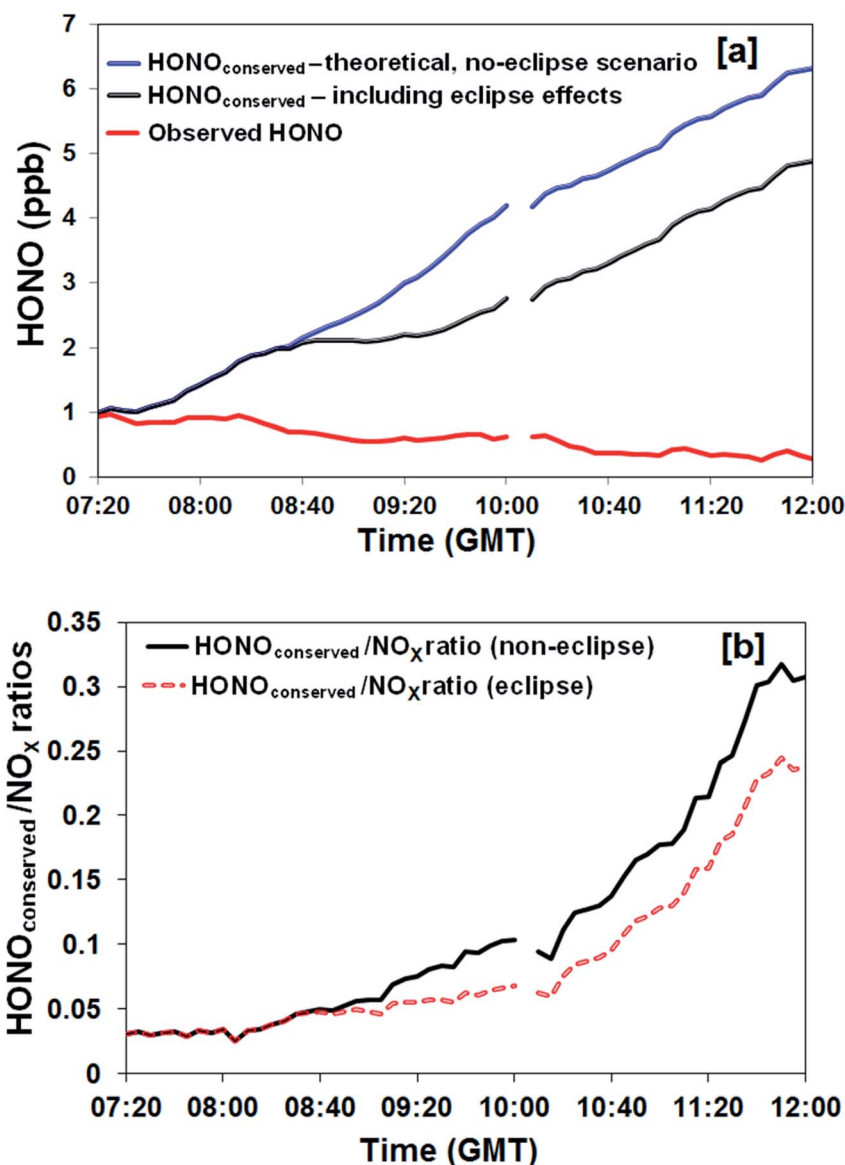 [a]
HONO (ppb)
7
6
5
4
3
2
1
0
HONOconserved – theoretical, no-eclipse scenario
HONOconserved – including eclipse effects
Observed HONO
07:20 08:00 08:40 09:20 10:00 10:40 11:20 12:00
Time (GMT)
[b]
HONOconserved/NOX ratios
0.35
0.3
0.25
0.2
0.15
0.1
0.05
0
HONOconserved/NOX ratio (non-eclipse)
HONOconserved/NOX ratio (eclipse)
07:20 08:00 08:40 09:20 10:00 10:40 11:20 12:00
Time (GMT)